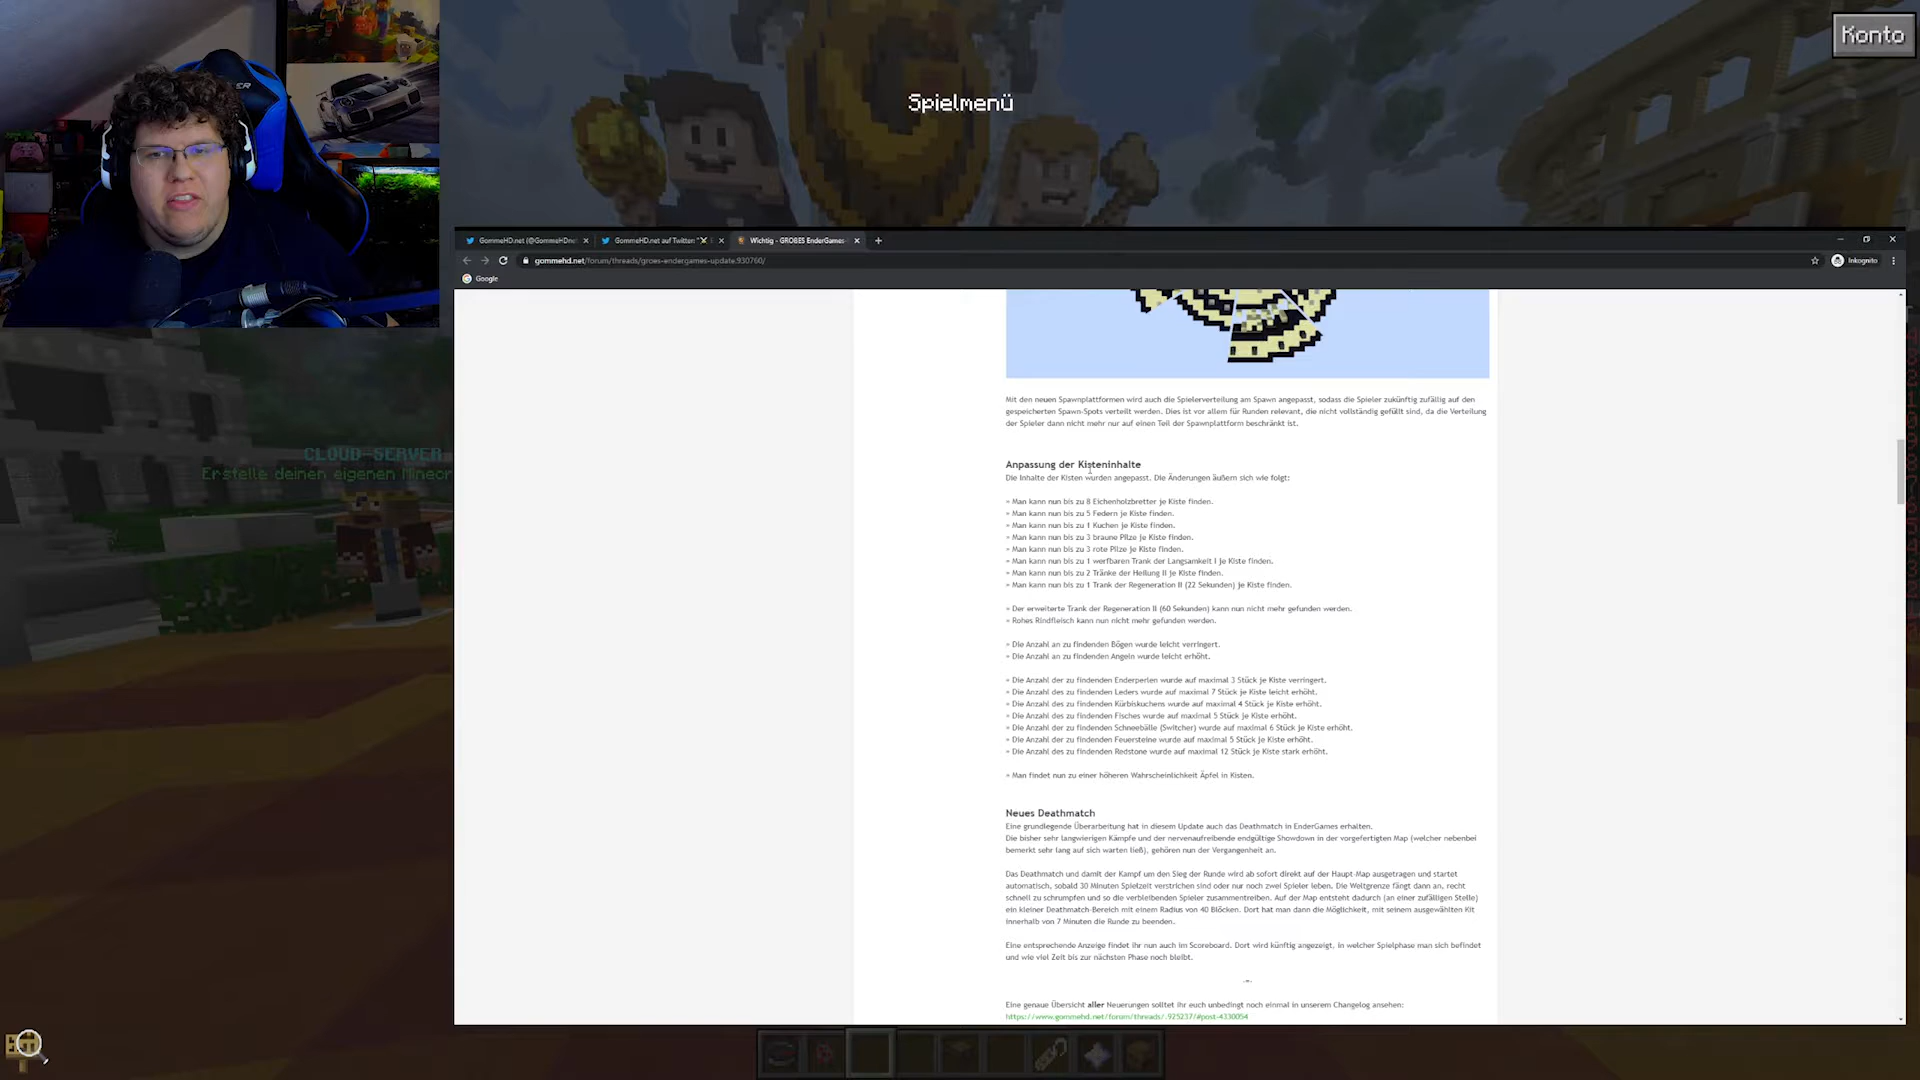 Konto
Spielmenü
GommeHD.net (@GommeHDne
GommeHD.net auf Twitter: "
Wichtig - GROßES EnderGames-
gommehd.net/forum/threads/groes-endergames-update.930760/
Inkognito
Google
Mit den neuen Spawnplattformen wird auch die Spielerverteilung am Spawn angepasst, sodass die Spieler zukünftig zufällig auf den
gespeicherten Spawn-Spots verteilt werden. Dies ist vor allem für Runden relevant, die nicht vollständig gefüllt sind, da die Verteilung
der Spieler dann nicht mehr nur auf einen Teil der Spawnplattform beschränkt ist.
Anpassung der Kisteninhalte
Die Inhalte der Kisten wurden angepasst. Die Änderungen äußern sich wie folgt:
» Man kann nun bis zu 8 Eichenholzbretter je Kiste finden.
» Man kann nun bis zu 5 Federn je Kiste finden.
» Man kann nun bis zu 1 Kuchen je Kiste finden.
» Man kann nun bis zu 3 braune Pilze je Kiste finden.
» Man kann nun bis zu 3 rote Pilze je Kiste finden.
» Man kann nun bis zu 1 werfbaren Trank der Langsamkeit I je Kiste finden.
» Man kann nun bis zu 2 Tränke der Heilung II je Kiste finden.
» Man kann nun bis zu 1 Trank der Regeneration II (22 Sekunden) je Kiste finden.
» Der erweiterte Trank der Regeneration II (60 Sekunden) kann nun nicht mehr gefunden werden.
» Rohes Rindfleisch kann nun nicht mehr gefunden werden.
» Die Anzahl an zu findenden Bögen wurde leicht verringert.
» Die Anzahl an zu findenden Angeln wurde leicht erhöht.
CLOUD-SERVER
Erstelle deinen eigenen Minecr
» Die Anzahl der zu findenden Enderperlen wurde auf maximal 3 Stück je Kiste verringert.
» Die Anzahl des zu findenden Leders wurde auf maximal 7 Stück je Kiste leicht erhöht.
» Die Anzahl des zu findenden Kürbiskuchens wurde auf maximal 4 Stück je Kiste erhöht.
» Die Anzahl des zu findenden Fisches wurde auf maximal 5 Stück je Kiste erhöht.
» Die Anzahl der zu findenden Schneebälle (Switcher) wurde auf maximal 6 Stück je Kiste erhöht.
» Die Anzahl der zu findenden Feuersteine wurde auf maximal 5 Stück je Kiste erhöht.
» Die Anzahl des zu findenden Redstone wurde auf maximal 12 Stück je Kiste stark erhöht.
» Man findet nun zu einer höheren Wahrscheinlichkeit Äpfel in Kisten.
Neues Deathmatch
Eine grundlegende Überarbeitung hat in diesem Update auch das Deathmatch in EnderGames erhalten.
Die bisher sehr langwierigen Kämpfe und der nervenaufreibende endgültige Showdown in der vorgefertigten Map (welcher nebenbei
bemerkt sehr lang auf sich warten ließ), gehören nun der Vergangenheit an.
Das Deathmatch und damit der Kampf um den Sieg der Runde wird ab sofort direkt auf der Haupt-Map ausgetragen und startet
automatisch, sobald 30 Minuten Spielzeit verstrichen sind oder nur noch zwei Spieler leben. Die Weltgrenze fängt dann an, recht
schnell zu schrumpfen und so die verbleibenden Spieler zusammentreiben. Auf der Map entsteht dadurch (an einer zufälligen Stelle)
ein kleiner Deathmatch-Bereich mit einem Radius von 40 Blöcken. Dort hat man dann die Möglichkeit, mit seinem ausgewählten Kit
innerhalb von 7 Minuten die Runde zu beenden.
Eine entsprechende Anzeige findet ihr nun auch im Scoreboard. Dort wird künftig angezeigt, in welcher Spielphase man sich befindet
und wie viel Zeit bis zur nächsten Phase noch bleibt.
-=-
Eine genaue Übersicht aller Neuerungen solltet ihr euch unbedingt noch einmal in unserem Changelog ansehen:
https://www.gommehd.net/forum/threads/.925237/#post-4330054